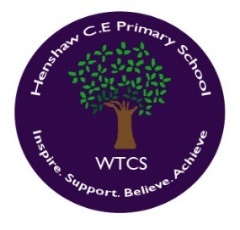 Henshaw C.E Primary School
WTCS
Inspire. Support. Believe. Achieve